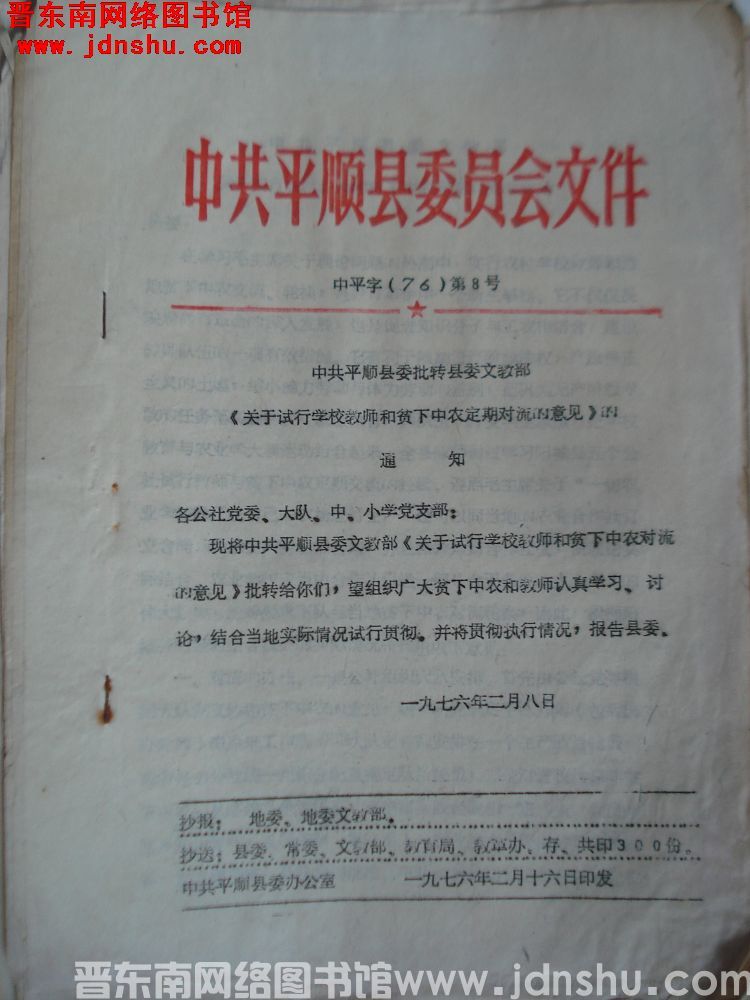 晋东南网络图书馆
www.jdnshu.com
中共平顺县委员会文件
中平字(76)第8号
中共平顺县委批转县委文教部
《关于试行学校教师和贫下中农定期对流的意见》的
通 知
各公社党委、大队、中、小学党支部:
现将中共平顺县委文教部《关于试行学校教师和贫下中农对流
的意见》批转给你们,望组织广大贫下中农和教师认真学习、讨
论,结合当地实际情况试行贯彻。并将贯彻执行情况,报告县委。
一九七六年二月八日
抄报: 地委、地委文教部。
抄送:县委、常委、文教部、教育局、教革办、存、共印300份。
中共平顺县委办公室 一九七六年二月十六日印发
晋东南网络图书馆www.jdnshu.com